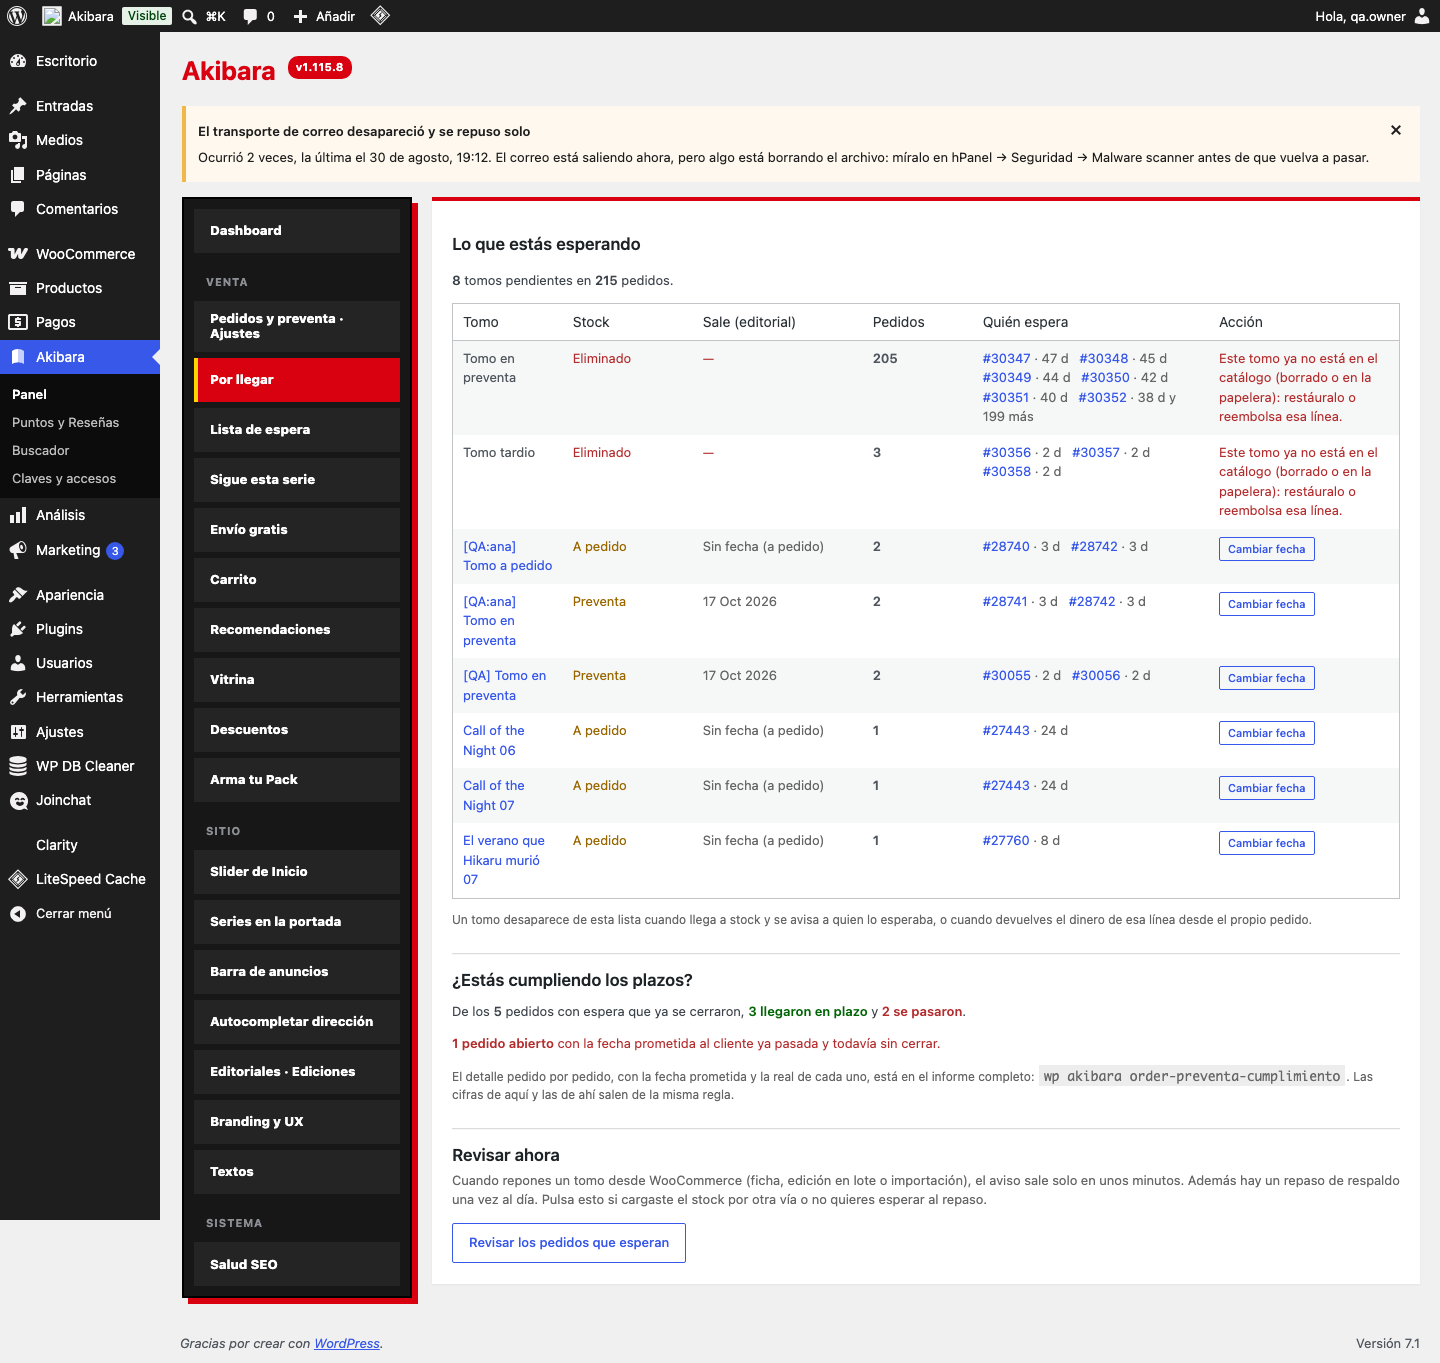 Akibara Visible ⌘K 0 Añadir
Hola, qa.owner
Escritorio
Entradas
Medios
Páginas
Comentarios
WooCommerce
Productos
Pagos
Akibara
Panel
Puntos y Reseñas
Buscador
Claves y accesos
Análisis
Marketing 3
Apariencia
Plugins
Usuarios
Herramientas
Ajustes
WP DB Cleaner
Joinchat
Clarity
LiteSpeed Cache
Cerrar menú
Akibara v1.115.8
El transporte de correo desapareció y se repuso solo
Ocurrió 2 veces, la última el 30 de agosto, 19:12. El correo está saliendo ahora, pero algo está borrando el archivo: míralo en hPanel → Seguridad → Malware scanner antes de que vuelva a pasar.
Dashboard
VENTA
Pedidos y preventa ·
Ajustes
Por llegar
Lista de espera
Sigue esta serie
Envío gratis
Carrito
Recomendaciones
Vitrina
Descuentos
Arma tu Pack
SITIO
Slider de Inicio
Series en la portada
Barra de anuncios
Autocompletar dirección
Editoriales · Ediciones
Branding y UX
Textos
SISTEMA
Salud SEO
Lo que estás esperando
8 tomos pendientes en 215 pedidos.
Tomo Stock Sale (editorial) Pedidos Quién espera Acción
Tomo en
preventa
Eliminado
—
205
#30347 · 47 d #30348 · 45 d
#30349 · 44 d #30350 · 42 d
#30351 · 40 d #30352 · 38 d y
199 más
Este tomo ya no está en el
catálogo (borrado o en la
papelera): restáuralo o
reembolsa esa línea.
Tomo tardio
Eliminado
—
3
#30356 · 2 d #30357 · 2 d
#30358 · 2 d
Este tomo ya no está en el
catálogo (borrado o en la
papelera): restáuralo o
reembolsa esa línea.
[QA:ana]
Tomo a pedido
A pedido
Sin fecha (a pedido)
2
#28740 · 3 d #28742 · 3 d
Cambiar fecha
[QA:ana]
Tomo en
preventa
Preventa
17 Oct 2026
2
#28741 · 3 d #28742 · 3 d
Cambiar fecha
[QA] Tomo en
preventa
Preventa
17 Oct 2026
2
#30055 · 2 d #30056 · 2 d
Cambiar fecha
Call of the
Night 06
A pedido
Sin fecha (a pedido)
1
#27443 · 24 d
Cambiar fecha
Call of the
Night 07
A pedido
Sin fecha (a pedido)
1
#27443 · 24 d
Cambiar fecha
El verano que
Hikaru murió
07
A pedido
Sin fecha (a pedido)
1
#27760 · 8 d
Cambiar fecha
Un tomo desaparece de esta lista cuando llega a stock y se avisa a quien lo esperaba, o cuando devuelves el dinero de esa línea desde el propio pedido.
¿Estás cumpliendo los plazos?
De los 5 pedidos con espera que ya se cerraron, 3 llegaron en plazo y 2 se pasaron.
1 pedido abierto con la fecha prometida al cliente ya pasada y todavía sin cerrar.
El detalle pedido por pedido, con la fecha prometida y la real de cada uno, está en el informe completo: wp akibara order-preventa-cumplimiento. Las
cifras de aquí y las de ahí salen de la misma regla.
Revisar ahora
Cuando repones un tomo desde WooCommerce (ficha, edición en lote o importación), el aviso sale solo en unos minutos. Además hay un repaso de respaldo
una vez al día. Pulsa esto si cargaste el stock por otra vía o no quieres esperar al repaso.
Revisar los pedidos que esperan
Gracias por crear con WordPress.
Versión 7.1